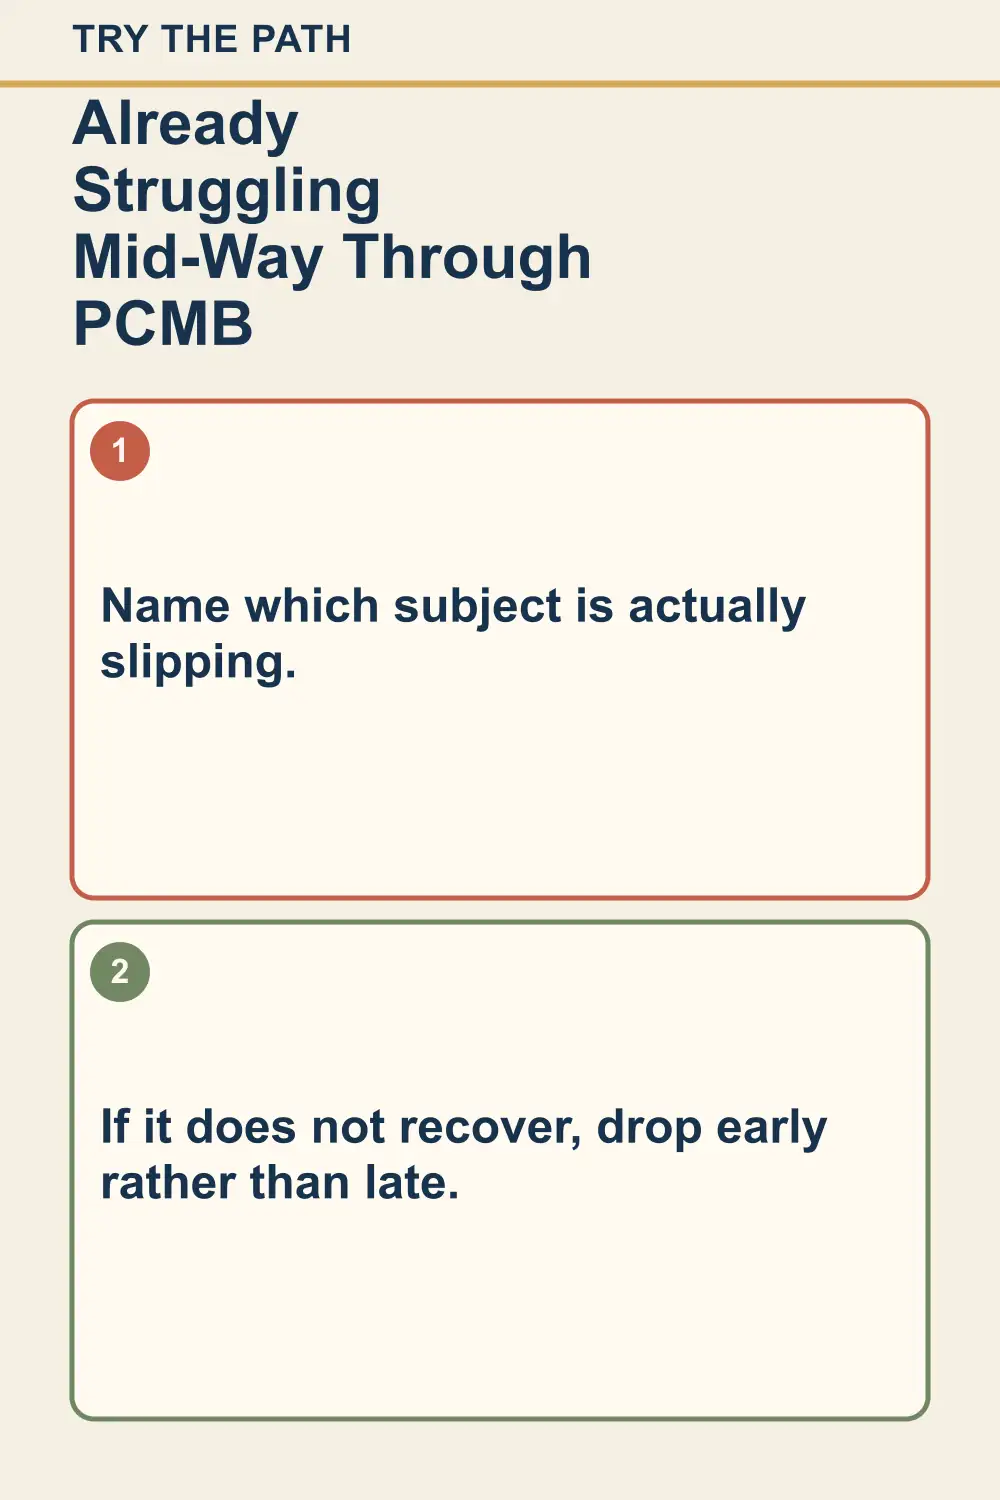 TRY THE PATH
Already
Struggling
Mid-Way Through
PCMB
1
Name which subject is actually
slipping.
2
If it does not recover, drop early
rather than late.